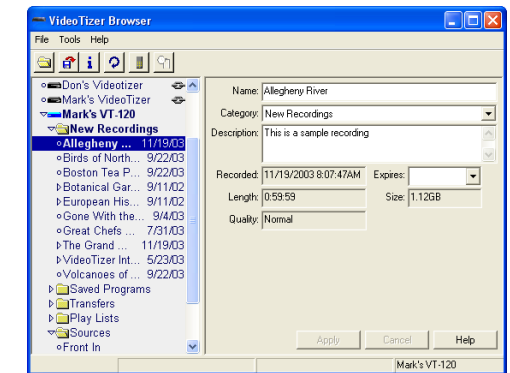 VideoTizer Browser
File Tools Help
Don's Videotizer
Mark's VideoTizer
Mark's VT-120
New Recordings
Allegheny ... 11/19/03
Birds of North... 9/22/03
Boston Tea P... 9/22/03
Botanical Gar... 9/11/02
European His... 9/11/02
Gone With the... 9/4/03
Great Chefs ... 7/31/03
The Grand ... 11/19/03
VideoTizer Int... 5/23/03
Volcanoes of ... 9/22/03
Saved Programs
Transfers
Play Lists
Sources
Front In
Name: Allegheny River
Category: New Recordings
Description: This is a sample recording
Recorded: 11/19/2003 8:07:47AM Expires:
Length: 0:59:59 Size: 1.12GB
Quality: Normal
Apply Cancel Help
Mark's VT-120